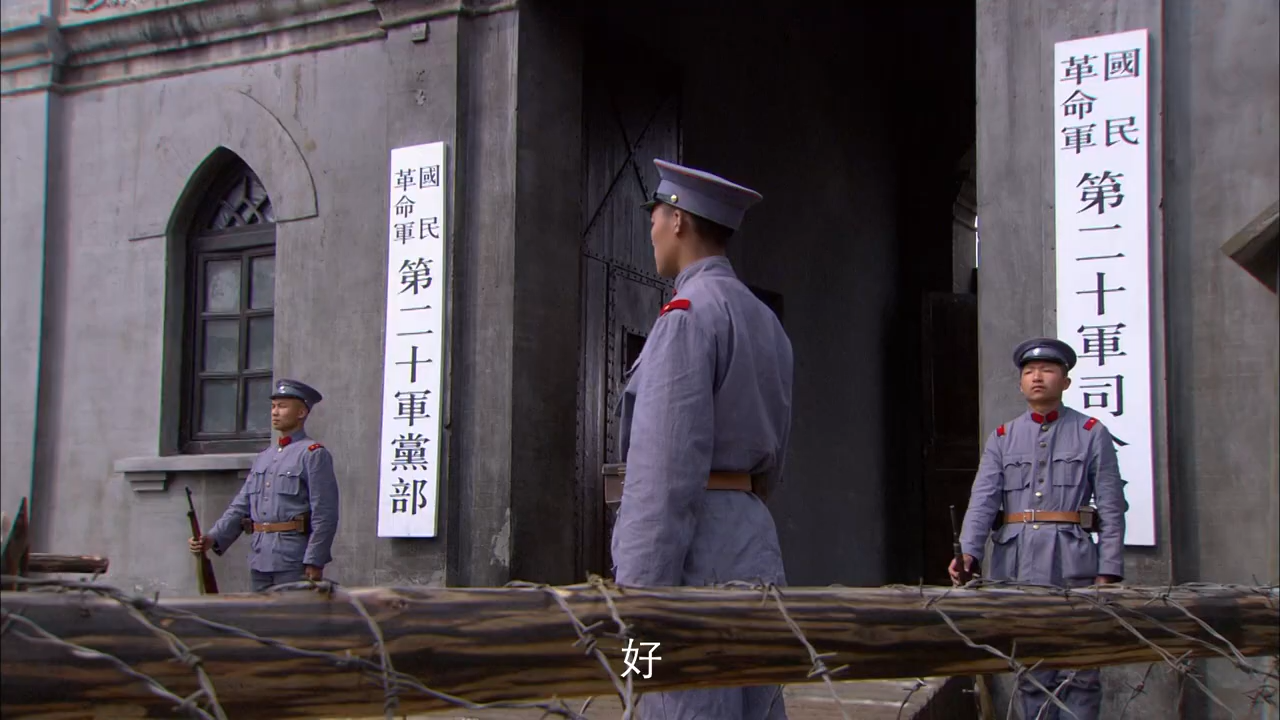 國民
革命軍
第二十軍黨部
國民
革命軍
第二十軍司令
好